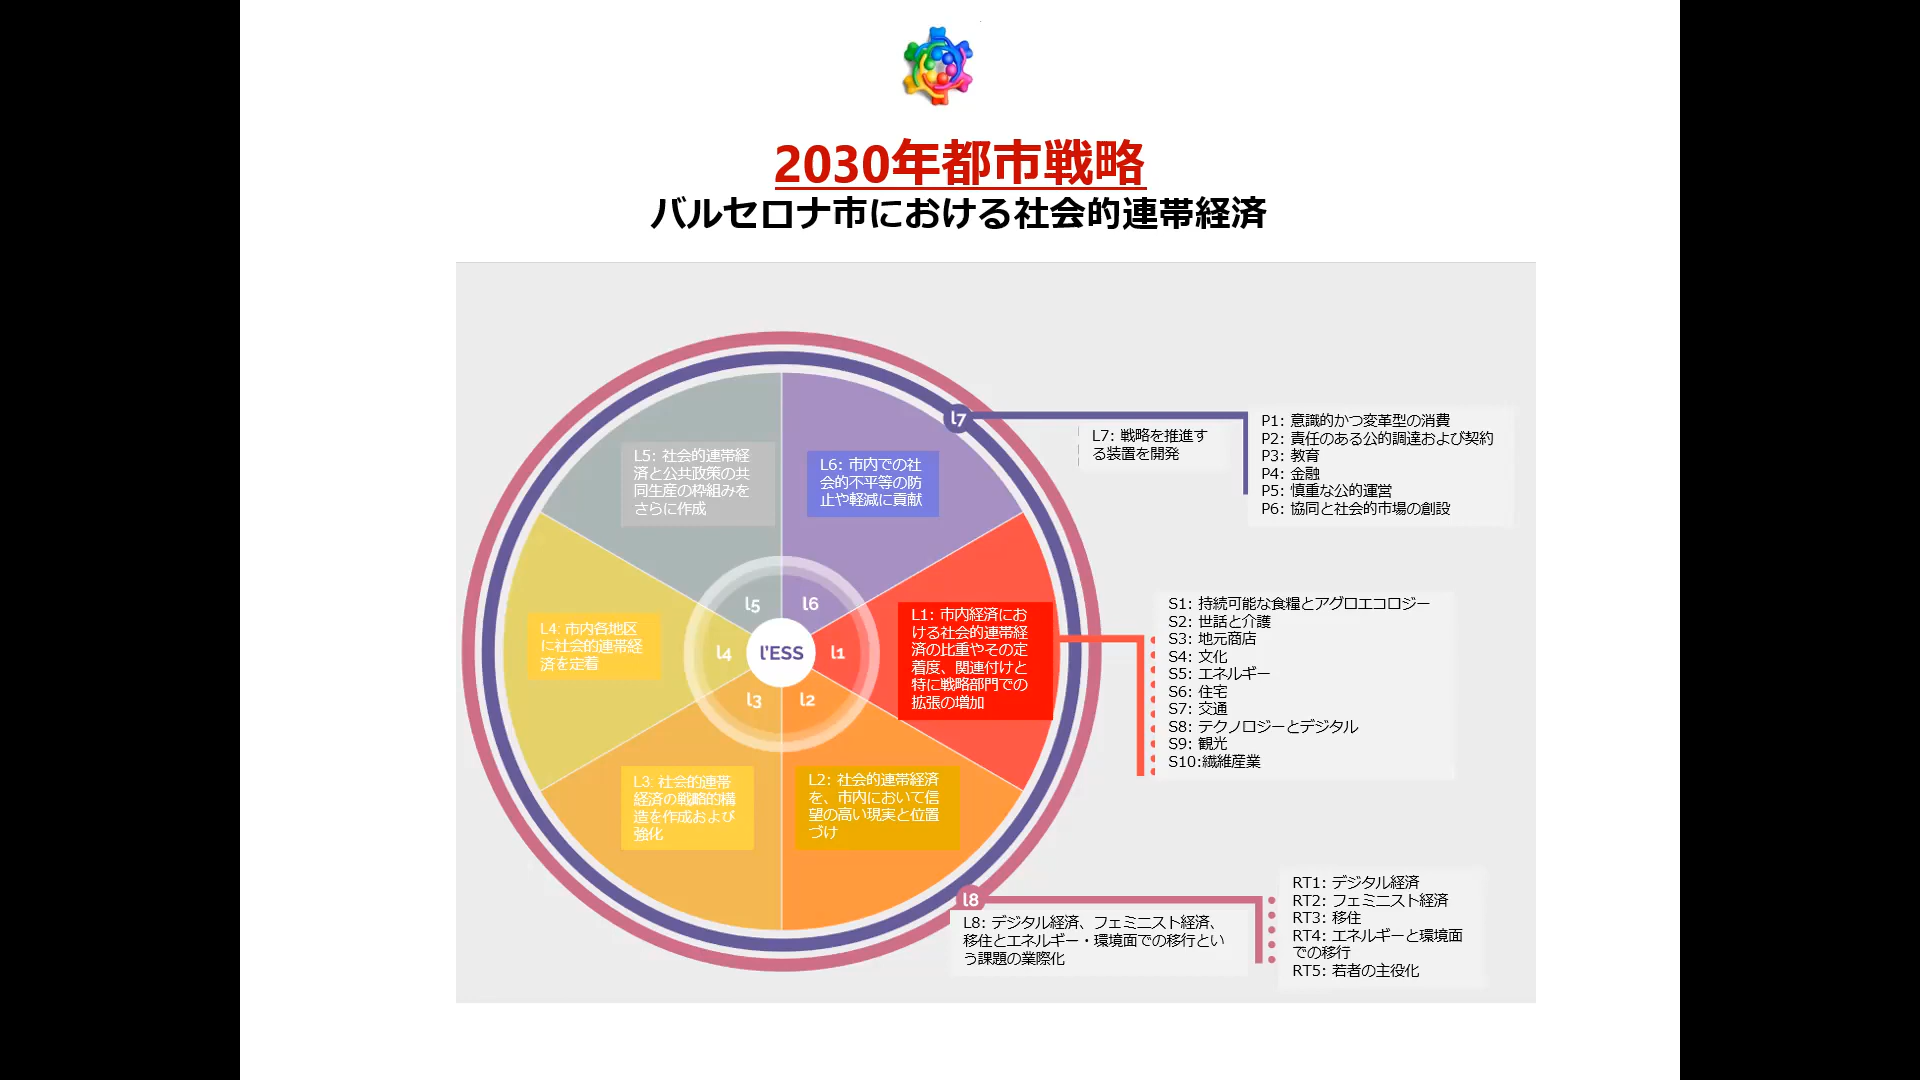 2030年都市戦略
バルセロナ市における社会的連帯経済
L5: 社会的連帯経
済と公共政策の共
同生産の枠組みを
さらに作成
L6: 市内での社
会的不平等の防
止や軽減に貢献
l7
L7: 戦略を推進す
る装置を開発
P1: 意識的かつ変革型の消費
P2: 責任のある公的調達および契約
P3: 教育
P4: 金融
P5: 慎重な公的運営
P6: 協同と社会的市場の創設
L4: 市内各地区
に社会的連帯経
済を定着
l5
l6
l4
l'ESS
l1
l3
l2
L1: 市内経済にお
ける社会的連帯経
済の比重やその定
着度、関連付けと
特に戦略部門での
拡張の増加
S1: 持続可能な食糧とアグロエコロジー
S2: 世話と介護
S3: 地元商店
S4: 文化
S5: エネルギー
S6: 住宅
S7: 交通
S8: テクノロジーとデジタル
S9: 観光
S10:繊維産業
L3: 社会的連帯
経済の戦略的構
造を作成および
強化
L2: 社会的連帯経済
を、市内において信
望の高い現実と位置
づけ
l8
L8: デジタル経済、フェミニスト経済、
移住とエネルギー・環境面での移行とい
う課題の業際化
RT1: デジタル経済
RT2: フェミニスト経済
RT3: 移住
RT4: エネルギーと環境面
での移行
RT5: 若者の主役化